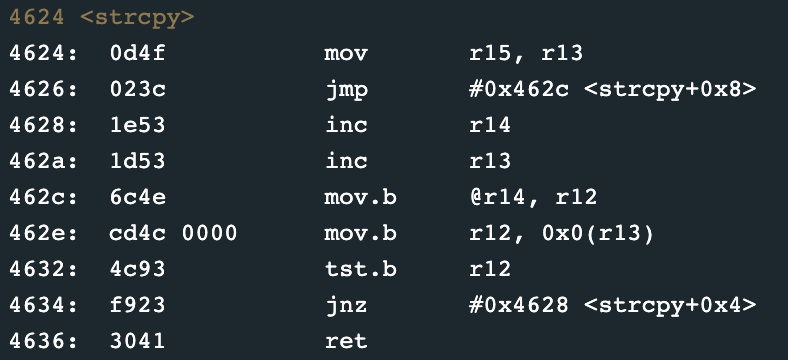 4624 <strcpy>
4624: 0d4f mov r15, r13
4626: 023c jmp #0x462c <strcpy+0x8>
4628: 1e53 inc r14
462a: 1d53 inc r13
462c: 6c4e mov.b @r14, r12
462e: cd4c 0000 mov.b r12, 0x0(r13)
4632: 4c93 tst.b r12
4634: f923 jnz #0x4628 <strcpy+0x4>
4636: 3041 ret